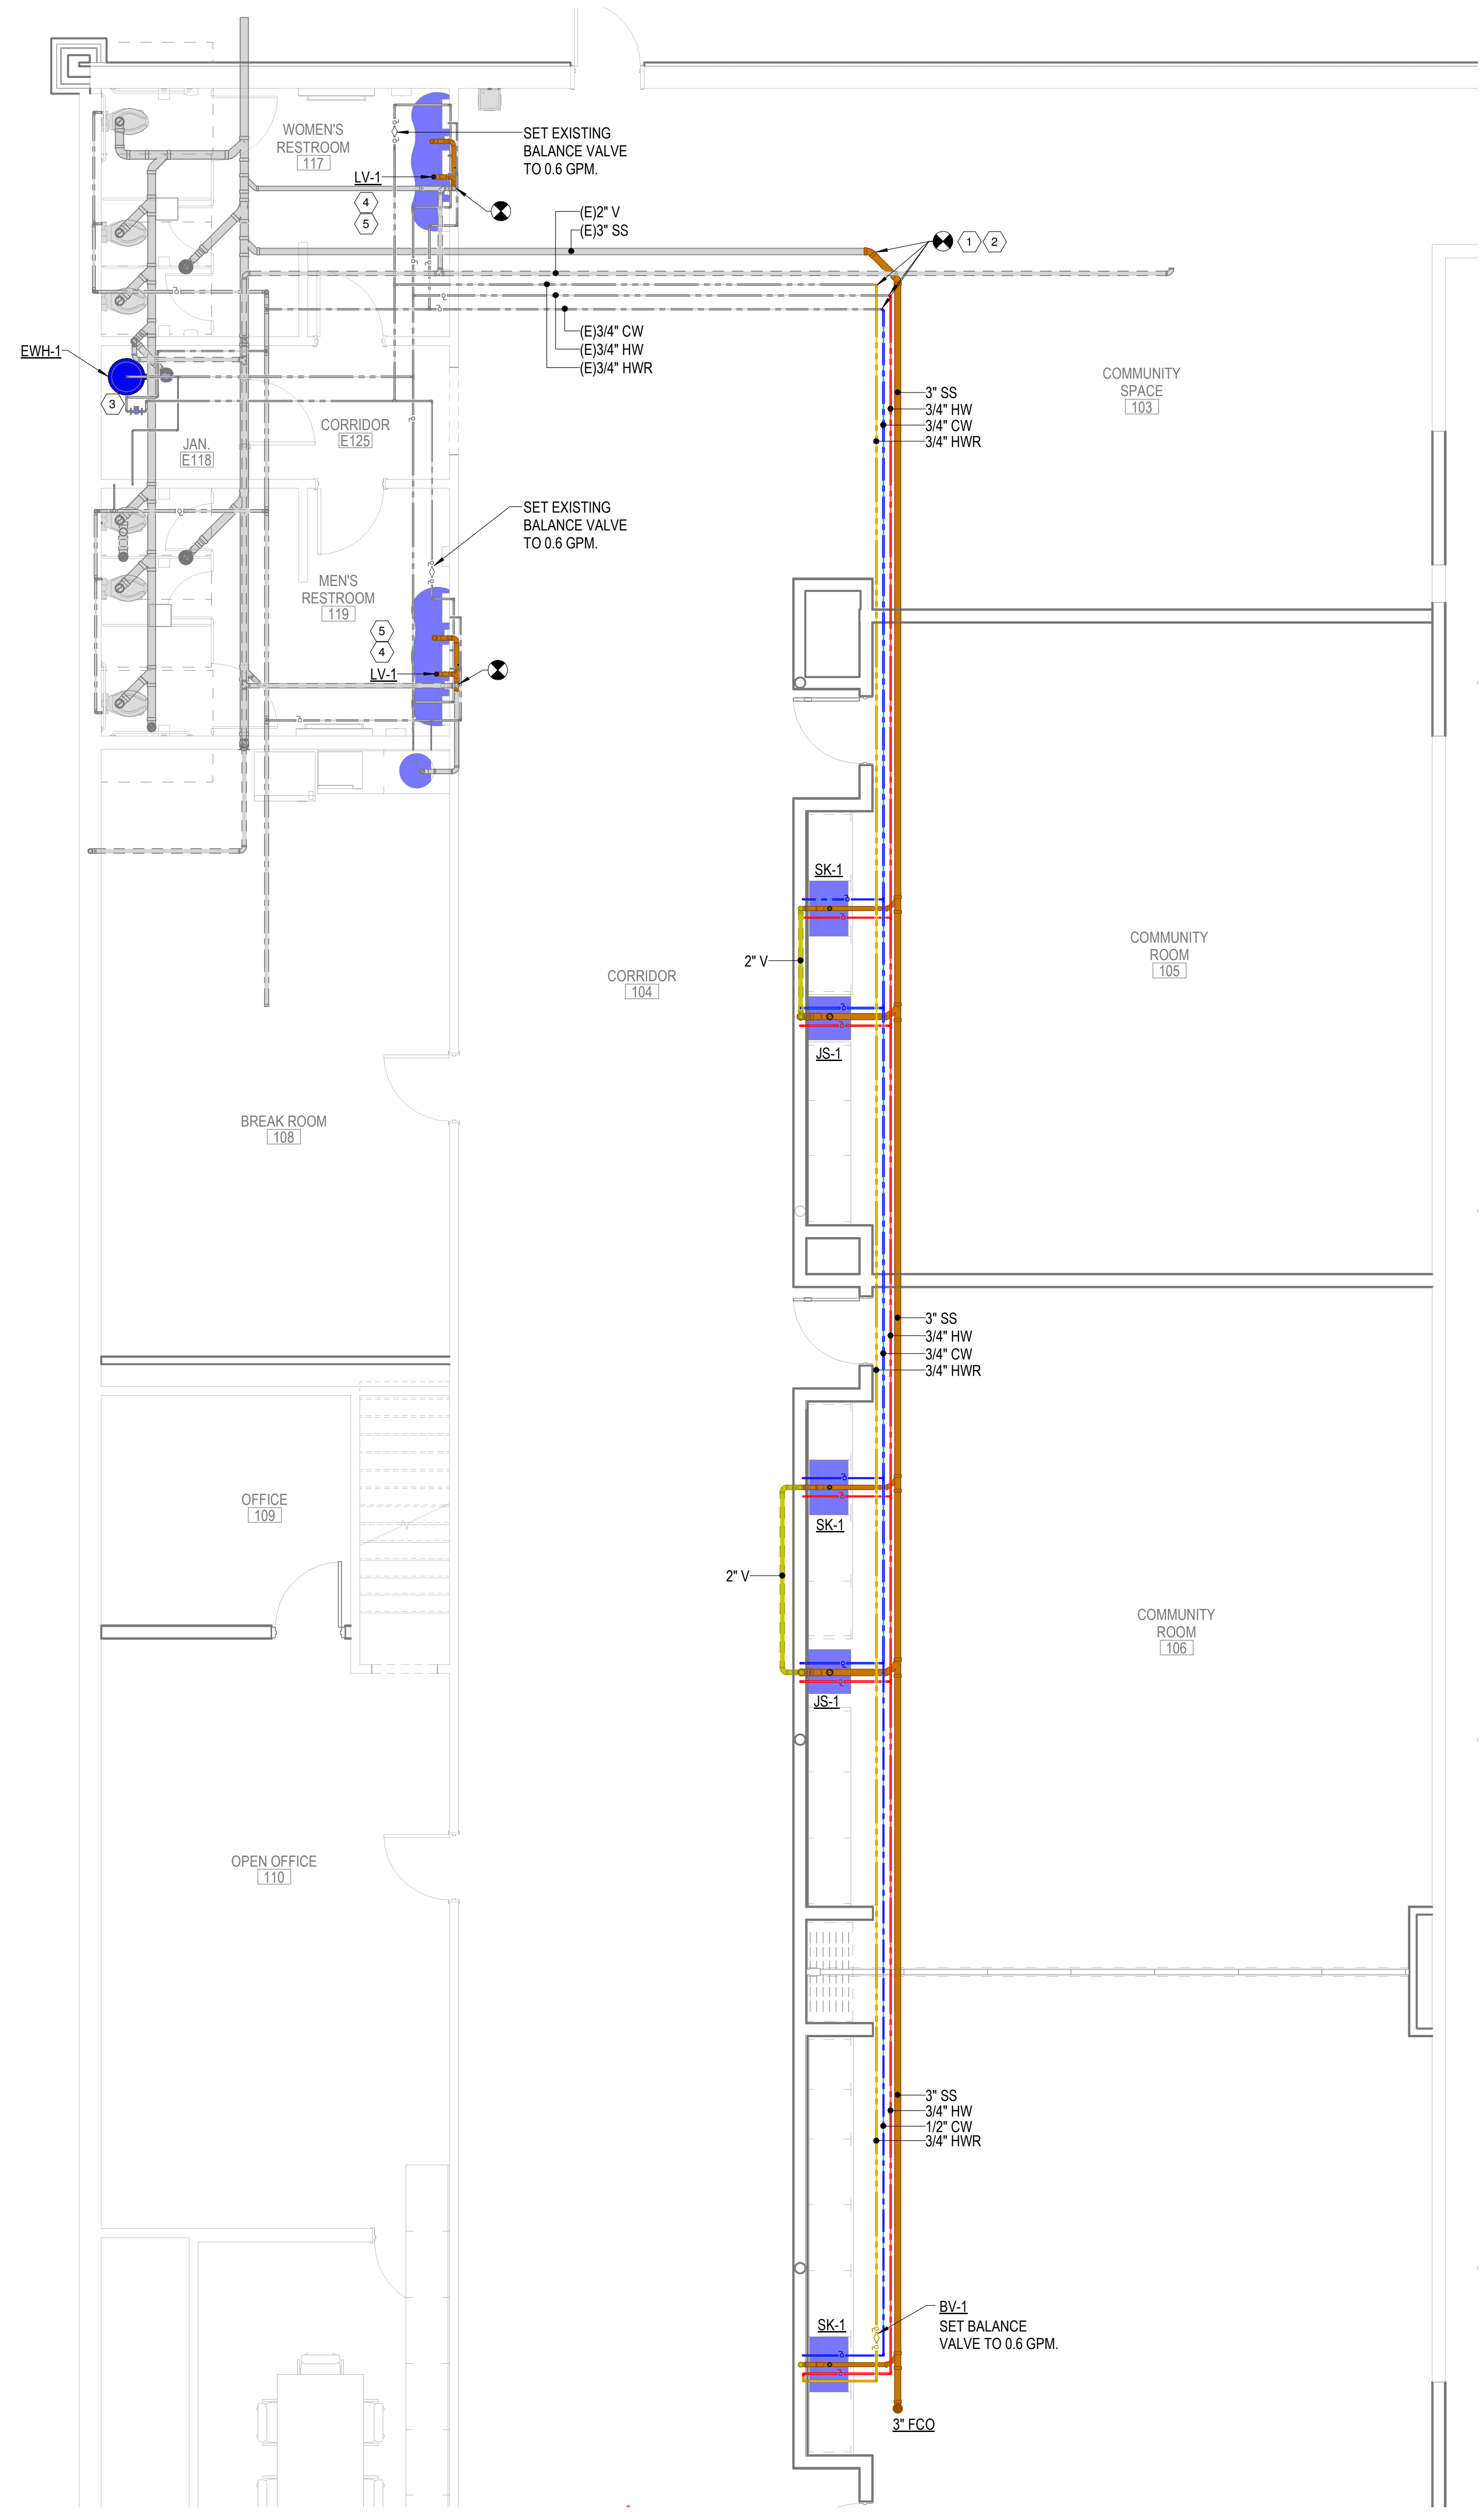 WOMEN'S
RESTROOM
117
SET EXISTING
BALANCE VALVE
TO 0.6 GPM.
LV-1
4
5
(E)2" V
(E)3" SS
1
2
(E)3/4" CW
(E)3/4" HW
(E)3/4" HWR
EWH-1
3
JAN.
E118
CORRIDOR
E125
COMMUNITY
SPACE
103
3" SS
3/4" HW
3/4" CW
3/4" HWR
SET EXISTING
BALANCE VALVE
TO 0.6 GPM.
MEN'S
RESTROOM
119
5
4
LV-1
SK-1
2" V
COMMUNITY
ROOM
105
CORRIDOR
104
JS-1
BREAK ROOM
108
3" SS
3/4" HW
3/4" CW
3/4" HWR
OFFICE
109
SK-1
2" V
COMMUNITY
ROOM
106
JS-1
OPEN OFFICE
110
3" SS
3/4" HW
1/2" CW
3/4" HWR
BV-1
SET BALANCE
VALVE TO 0.6 GPM.
SK-1
3" FCO